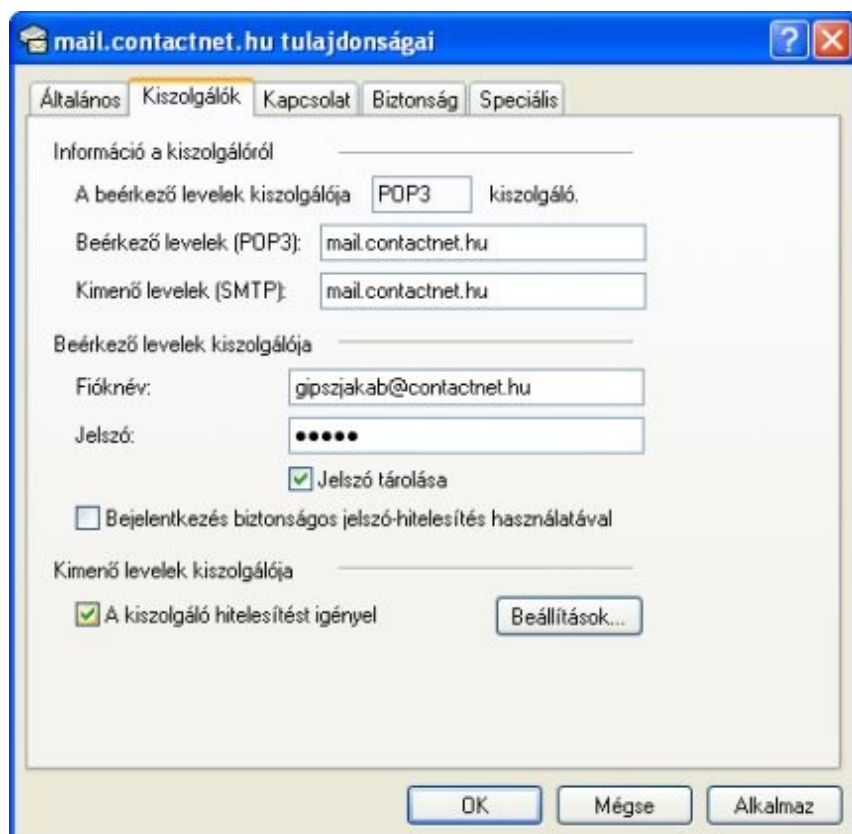 mail.contactnet.hu tulajdonságai
Általános Kiszolgálók Kapcsolat Biztonság Speciális
Információ a kiszolgálóról
A beérkező levelek kiszolgálója POP3 kiszolgáló.
Beérkező levelek (POP3): mail.contactnet.hu
Kimenő levelek (SMTP): mail.contactnet.hu
Beérkező levelek kiszolgálója
Fióknév: gipszjakab@contactnet.hu
Jelszó: •••••
Jelszó tárolása
Bejelentkezés biztonságos jelszó-hitelesítés használatával
Kimenő levelek kiszolgálója
A kiszolgáló hitelesítést igényel Beállítások...
OK Mégse Alkalmaz